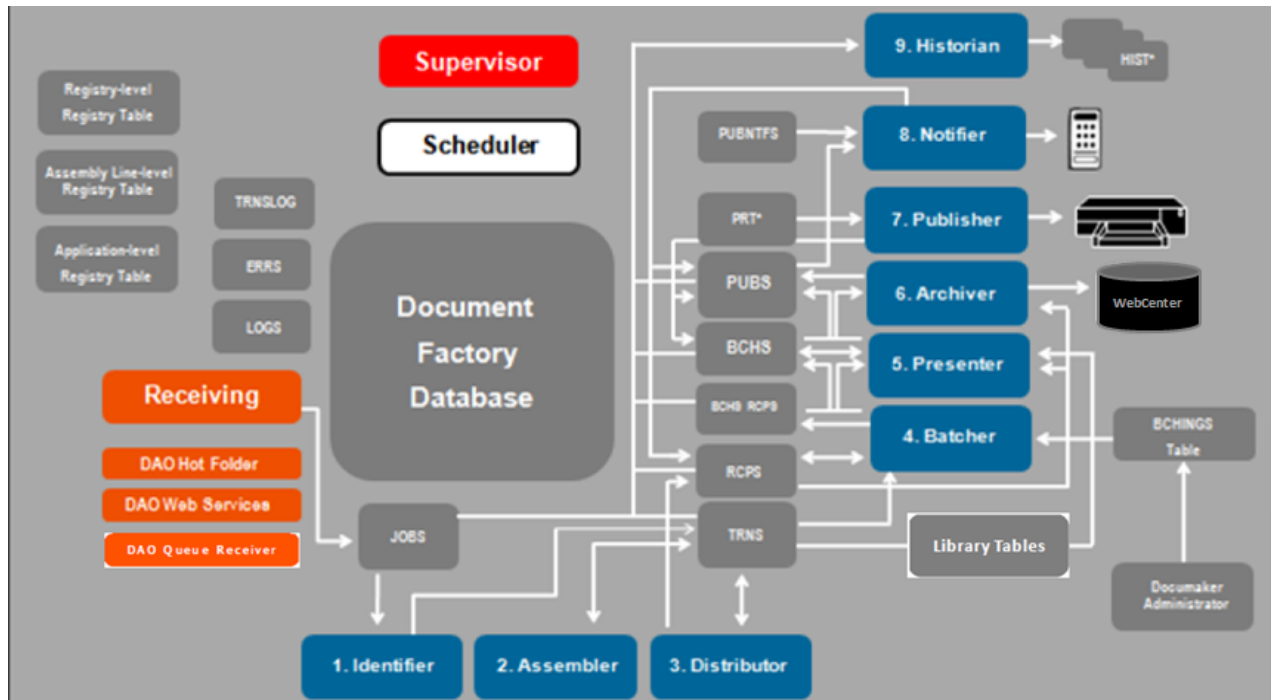 Registry-level
Registry Table
Assembly Line-level
Registry Table
Application-level
Registry Table
TRNSLOG
ERRS
LOGS
Supervisor
Scheduler
Document
Factory
Database
Receiving
DAO Hot Folder
DAO Web Services
DAO Queue Receiver
JOBS
1. Identifier
2. Assembler
3. Distributor
PUBNTFS
PRT*
PUBS
BCHS
BCHS RCPS
RCPS
TRNS
9. Historian
8. Notifier
7. Publisher
6. Archiver
5. Presenter
4. Batcher
HIST*
WebCenter
Library Tables
BCHINGS
Table
Documaker
Administrator